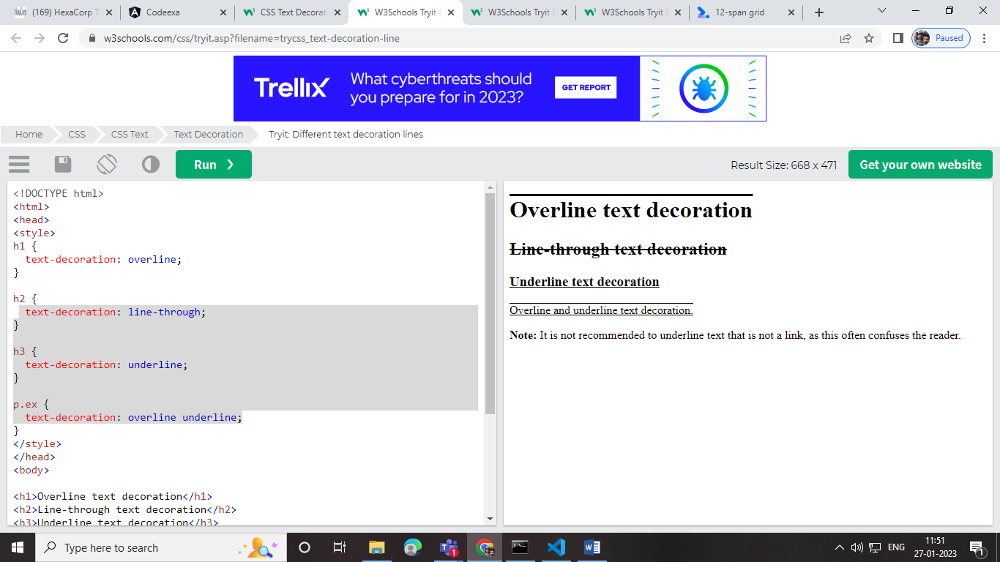 (169) HexaCorp T
Codeexa
CSS Text Decorat
W3Schools Tryit E
W3Schools Tryit E
W3Schools Tryit E
12-span grid
w3schools.com/css/tryit.asp?filename=trycss_text-decoration-line
Paused
Trellix
What cyberthreats should
you prepare for in 2023?
GET REPORT
Home
CSS
CSS Text
Text Decoration
Tryit: Different text decoration lines
Run ❯
Result Size: 668 x 471
Get your own website
<!DOCTYPE html>
<html>
<head>
<style>
h1 {
  text-decoration: overline;
}

h2 {
  text-decoration: line-through;
}

h3 {
  text-decoration: underline;
}

p.ex {
  text-decoration: overline underline;
}
</style>
</head>
<body>

<h1>Overline text decoration</h1>
<h2>Line-through text decoration</h2>
<h3>Underline text decoration</h3>
Overline text decoration
Line-through text decoration
Underline text decoration
Overline and underline text decoration.
Note: It is not recommended to underline text that is not a link, as this often confuses the reader.
Type here to search
1
ENG
11:51
27-01-2023
1